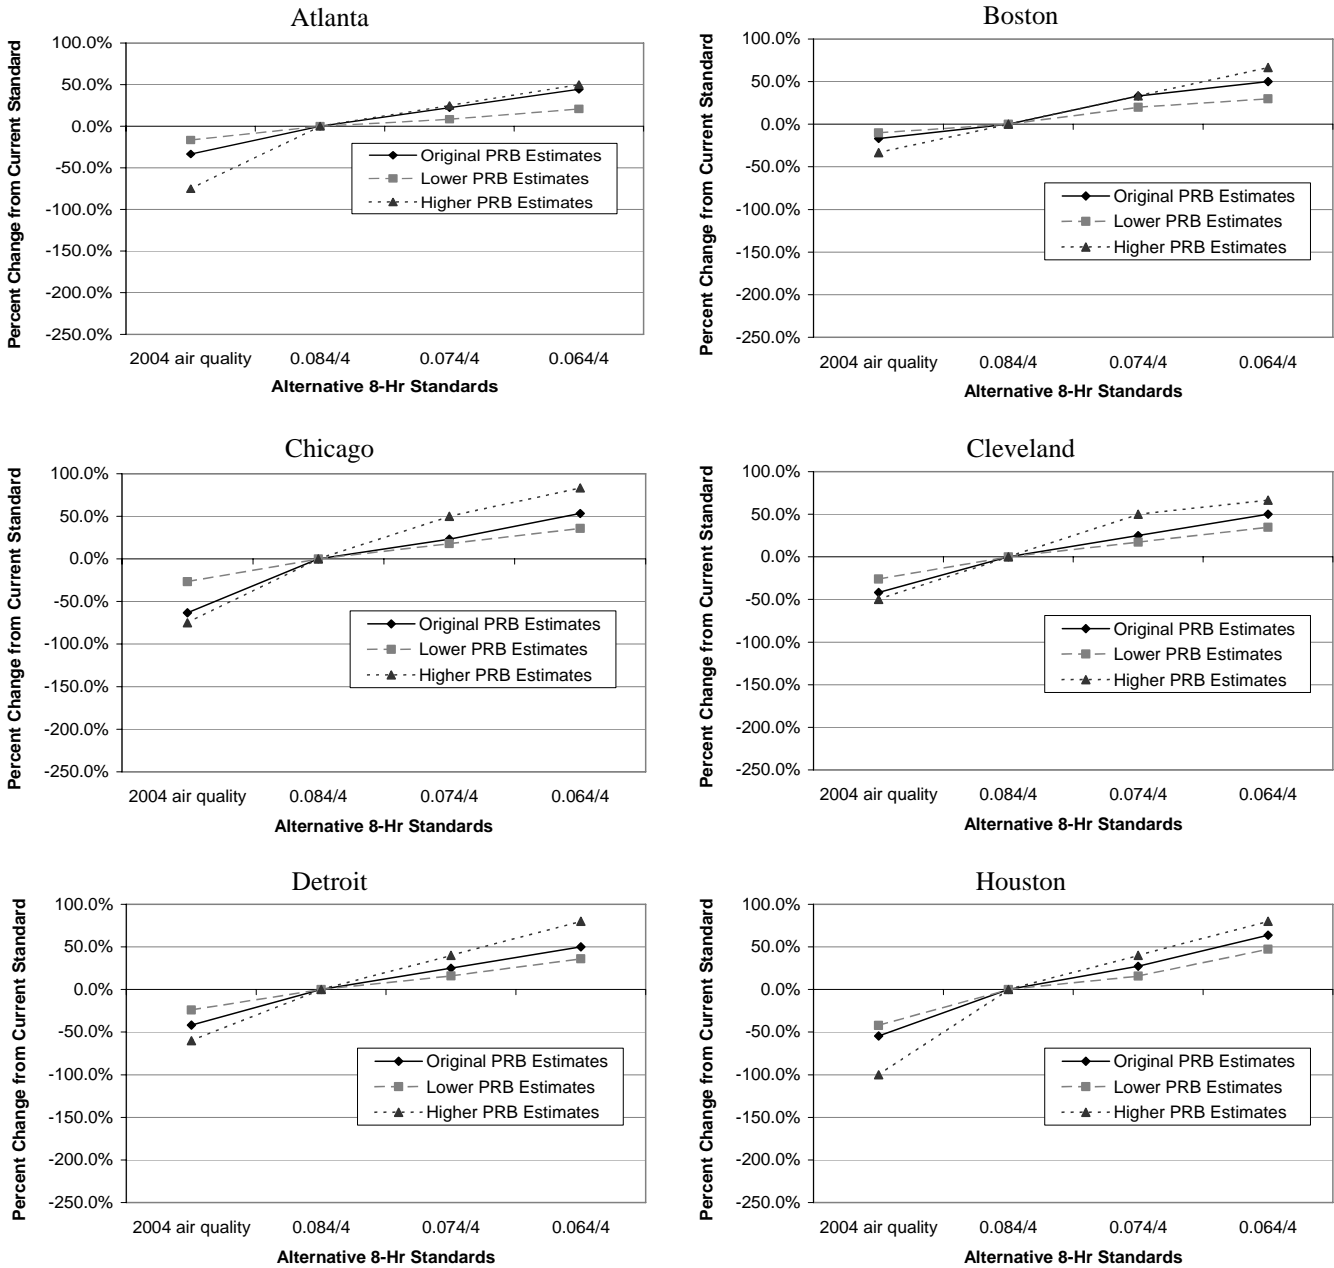 Atlanta
Percent Change from Current Standard
100.0%
50.0%
0.0%
-50.0%
-100.0%
-150.0%
-200.0%
-250.0%
Original PRB Estimates
Lower PRB Estimates
Higher PRB Estimates
2004 air quality 0.084/4 0.074/4 0.064/4
Alternative 8-Hr Standards
Boston
Percent Change from Current Standard
100.0%
50.0%
0.0%
-50.0%
-100.0%
-150.0%
-200.0%
-250.0%
Original PRB Estimates
Lower PRB Estimates
Higher PRB Estimates
2004 air quality 0.084/4 0.074/4 0.064/4
Alternative 8-Hr Standards
Chicago
Percent Change from Current Standard
100.0%
50.0%
0.0%
-50.0%
-100.0%
-150.0%
-200.0%
-250.0%
Original PRB Estimates
Lower PRB Estimates
Higher PRB Estimates
2004 air quality 0.084/4 0.074/4 0.064/4
Alternative 8-Hr Standards
Cleveland
Percent Change from Current Standard
100.0%
50.0%
0.0%
-50.0%
-100.0%
-150.0%
-200.0%
-250.0%
Original PRB Estimates
Lower PRB Estimates
Higher PRB Estimates
2004 air quality 0.084/4 0.074/4 0.064/4
Alternative 8-Hr Standards
Detroit
Percent Change from Current Standard
100.0%
50.0%
0.0%
-50.0%
-100.0%
-150.0%
-200.0%
-250.0%
Original PRB Estimates
Lower PRB Estimates
Higher PRB Estimates
2004 air quality 0.084/4 0.074/4 0.064/4
Alternative 8-Hr Standards
Houston
Percent Change from Current Standard
100.0%
50.0%
0.0%
-50.0%
-100.0%
-150.0%
-200.0%
-250.0%
Original PRB Estimates
Lower PRB Estimates
Higher PRB Estimates
2004 air quality 0.084/4 0.074/4 0.064/4
Alternative 8-Hr Standards